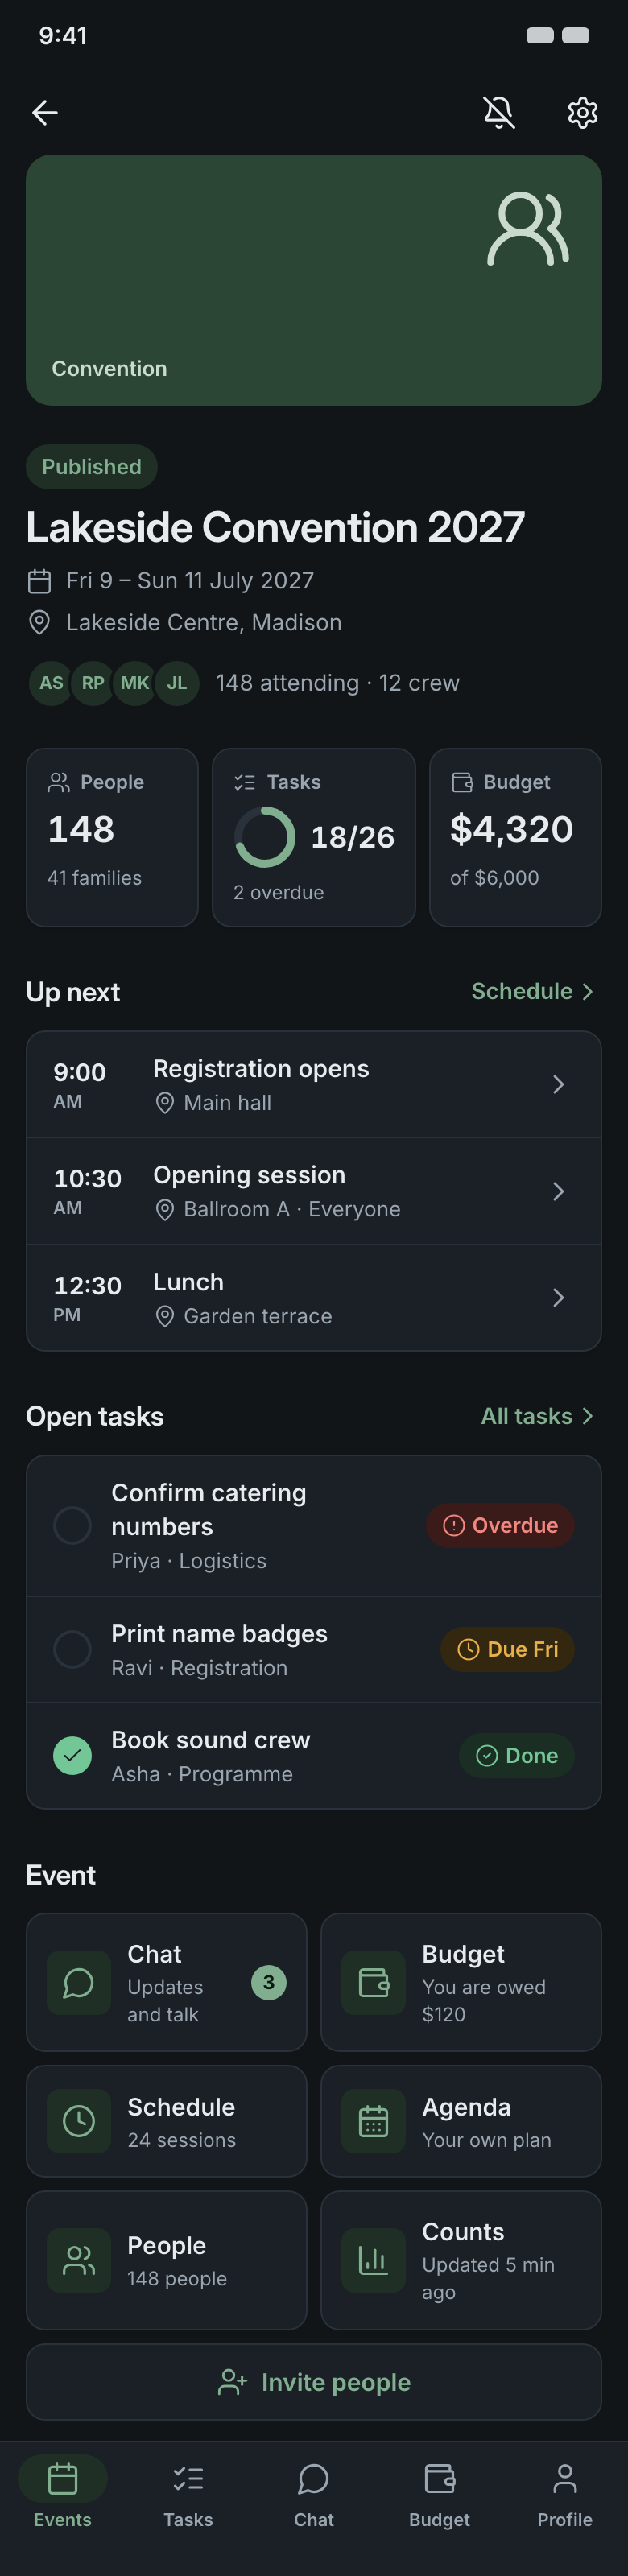 9:41
Convention
Published
Lakeside Convention 2027
Fri 9 – Sun 11 July 2027
Lakeside Centre, Madison
AS RP MK JL 148 attending · 12 crew
People
148
41 families
Tasks
18/26
2 overdue
Budget
$4,320
of $6,000
Up next
Schedule
9:00 AM
Registration opens
Main hall
10:30 AM
Opening session
Ballroom A · Everyone
12:30 PM
Lunch
Garden terrace
Open tasks
All tasks
Confirm catering
numbers
Priya · Logistics
Overdue
Print name badges
Ravi · Registration
Due Fri
Book sound crew
Asha · Programme
Done
Event
Chat
Updates
and talk
3
Budget
You are owed
$120
Schedule
24 sessions
Agenda
Your own plan
People
148 people
Counts
Updated 5 min
ago
Invite people
Events
Tasks
Chat
Budget
Profile